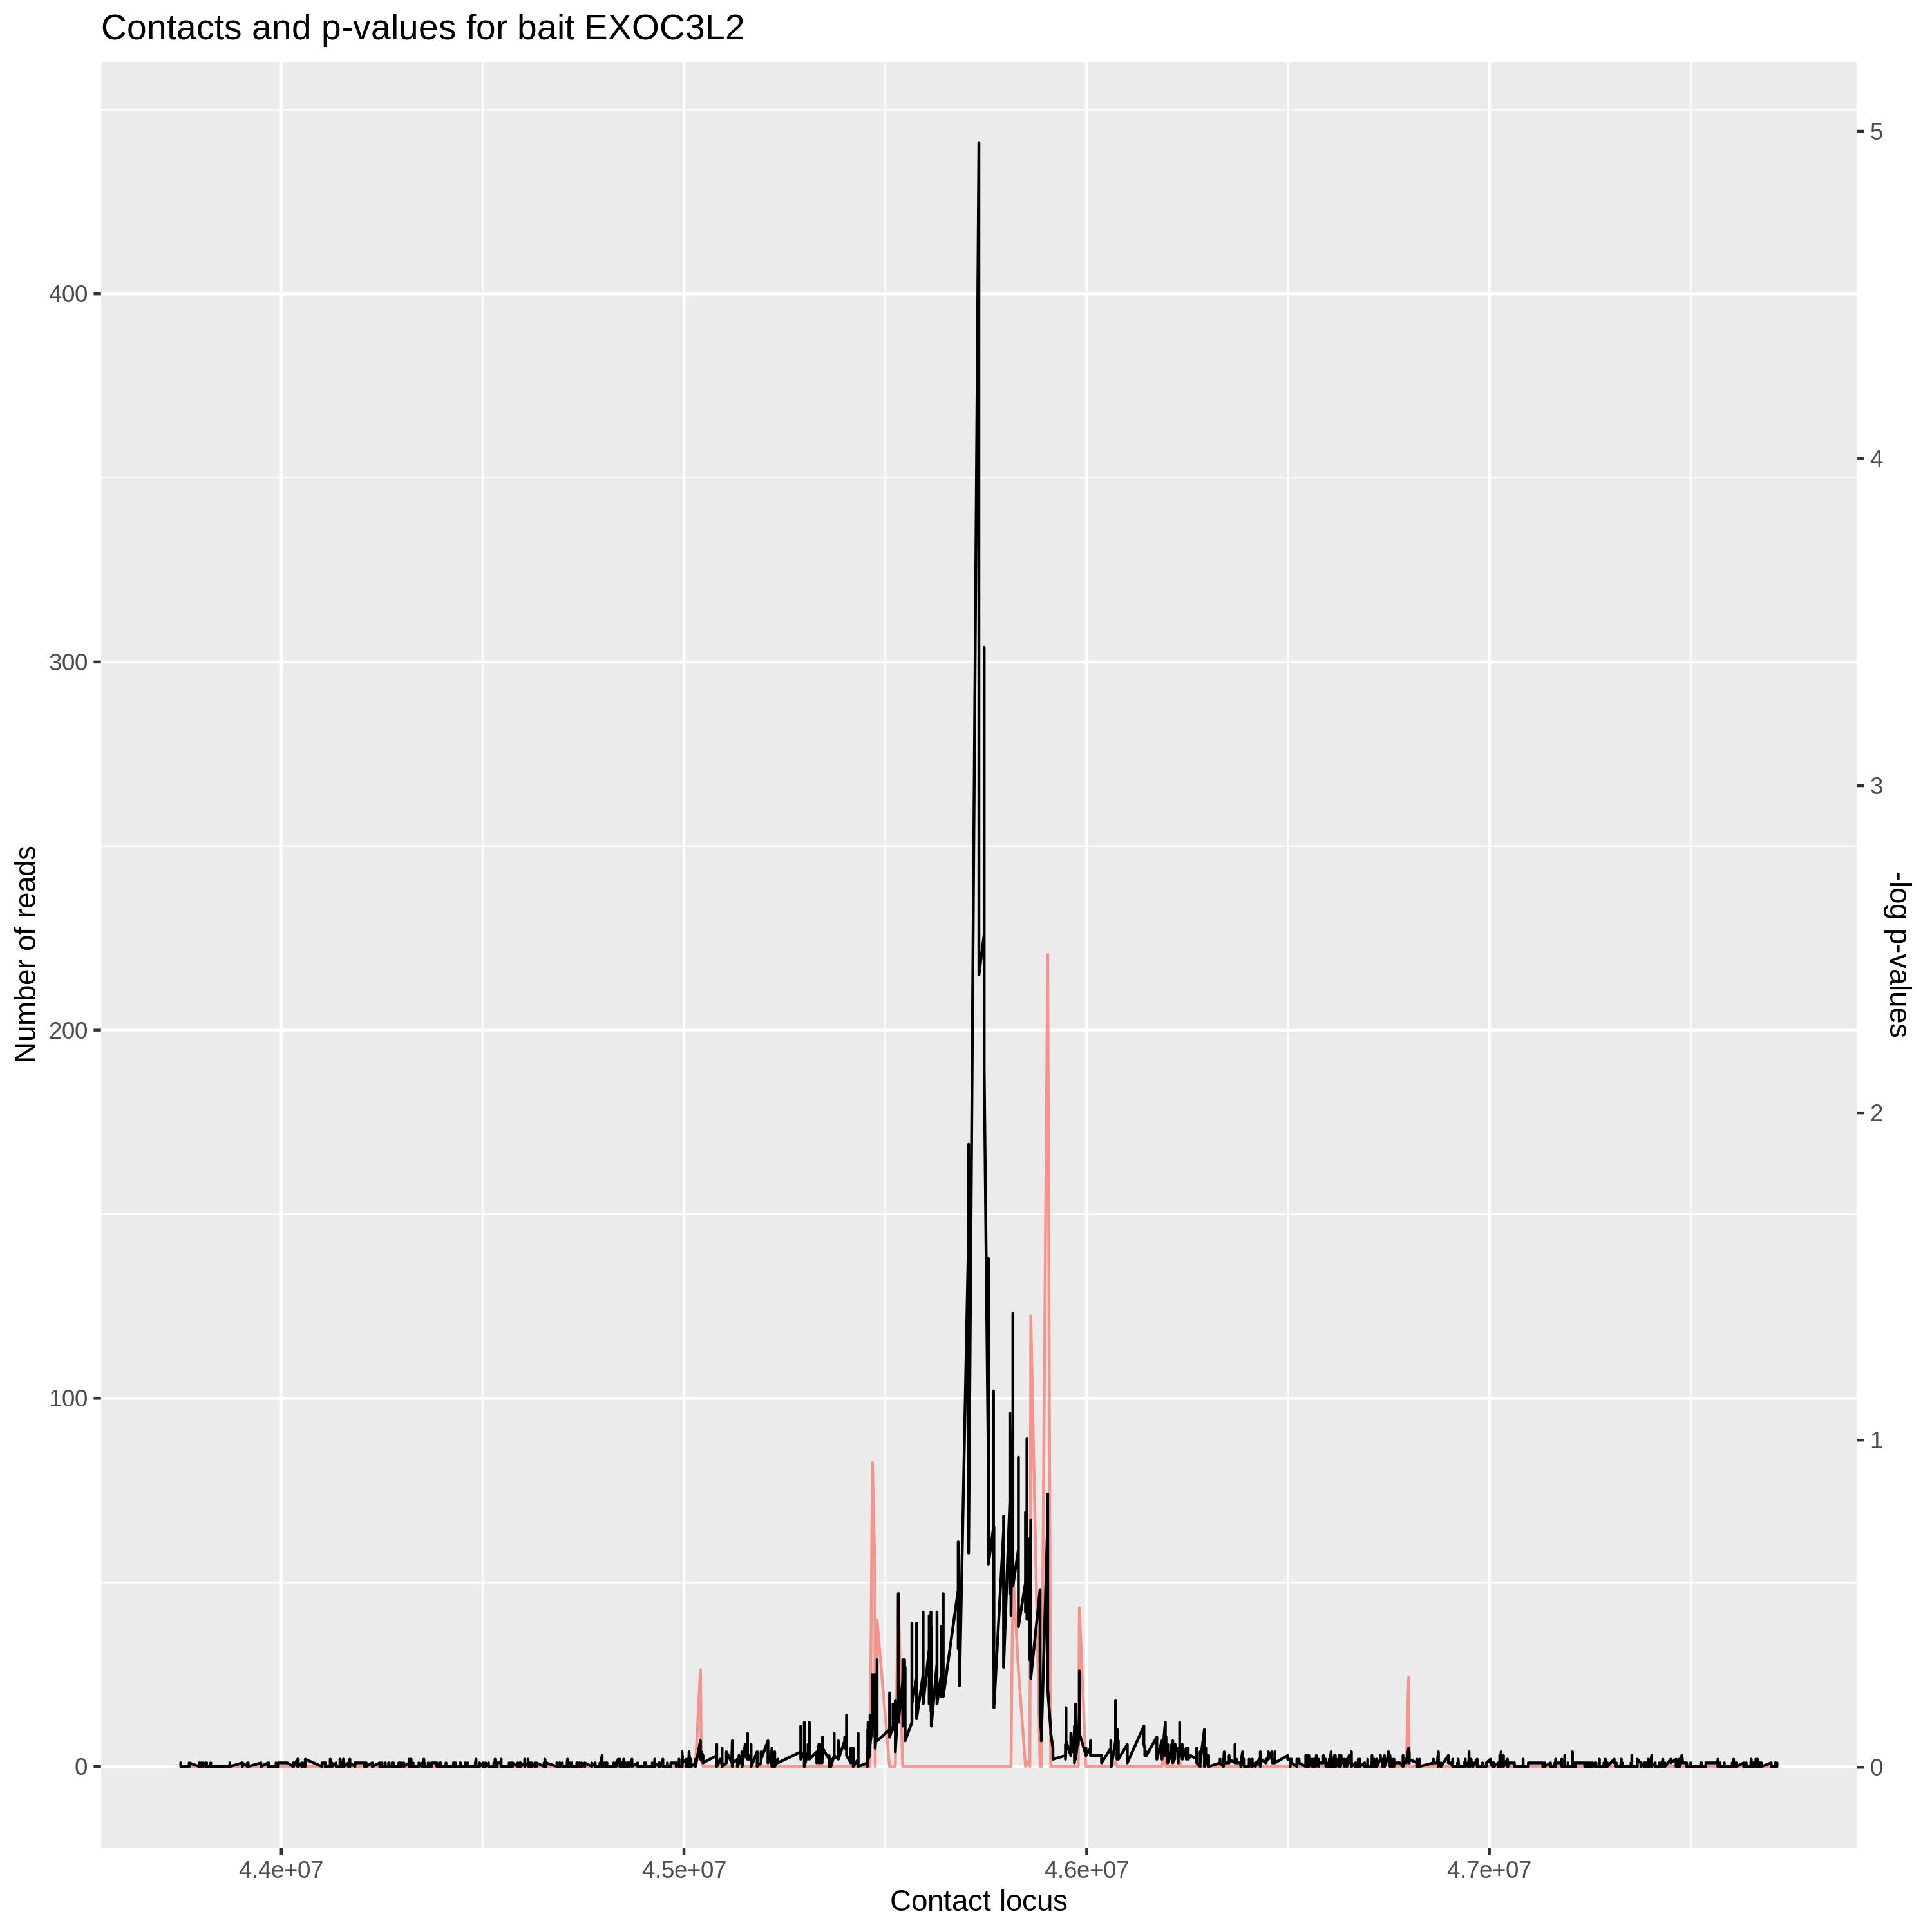 Contacts and p-values for bait EXOC3L2
Number of reads
400
300
200
100
0
5
4
3
2
1
0
-log p-values
4.4e+07
4.5e+07
4.6e+07
4.7e+07
Contact locus